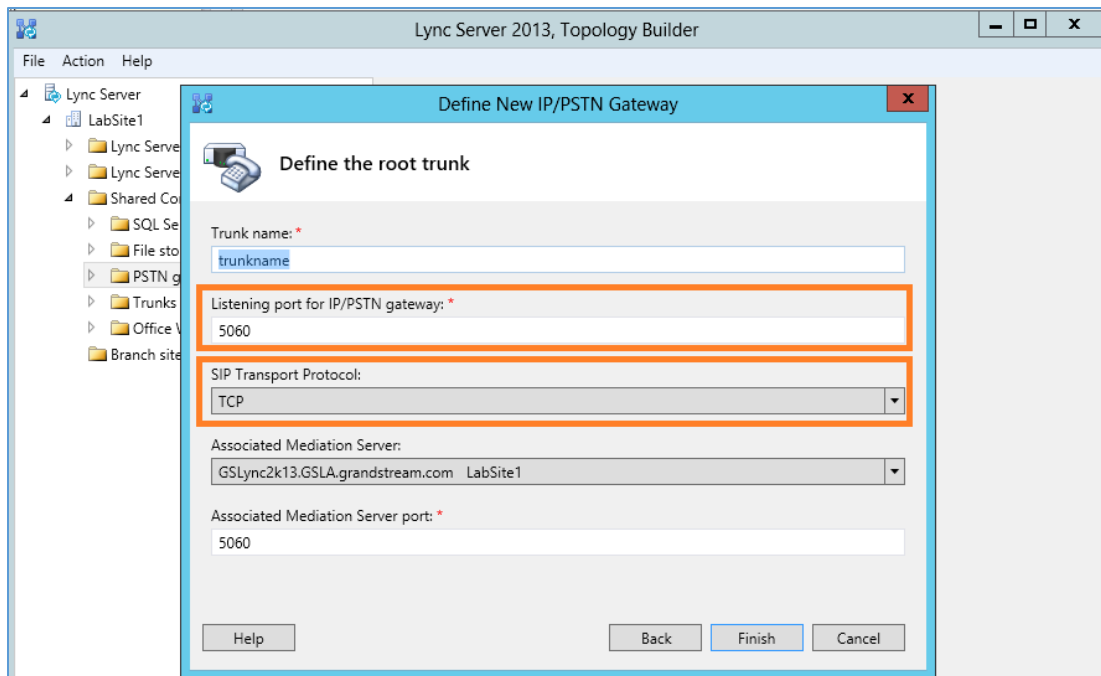 Lync Server 2013, Topology Builder
File Action Help
Lync Server
LabSite1
Lync Serve
Lync Serve
Shared Co
SQL Se
File sto
PSTN g
Trunks
Office
Branch site
Define New IP/PSTN Gateway
Define the root trunk
Trunk name: *
trunkname
Listening port for IP/PSTN gateway: *
5060
SIP Transport Protocol:
TCP
Associated Mediation Server:
GSLync2k13.GSLA.grandstream.com LabSite1
Associated Mediation Server port: *
5060
Help Back Finish Cancel